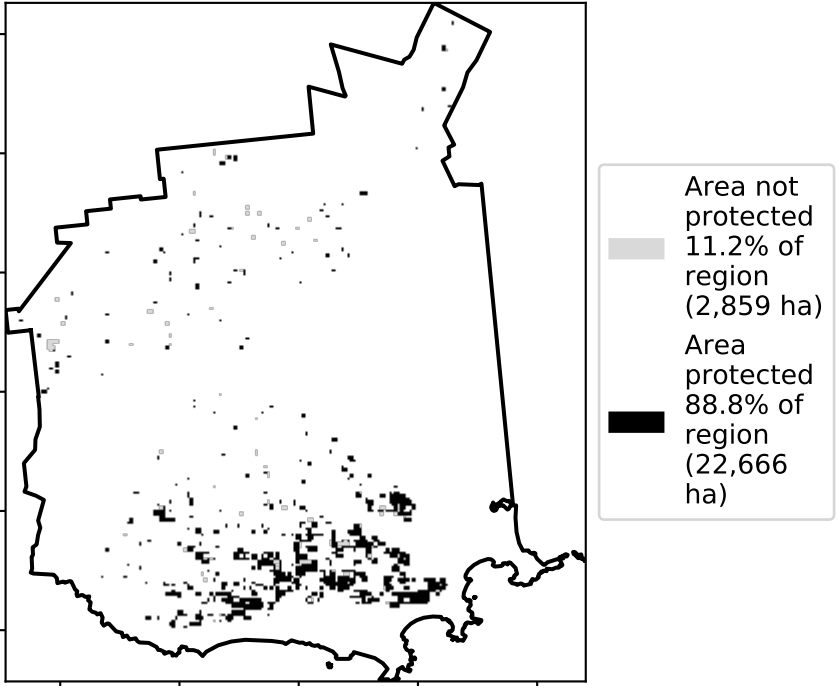 Area not
protected
11.2% of
region
(2,859 ha)
Area
protected
88.8% of
region
(22,666
ha)